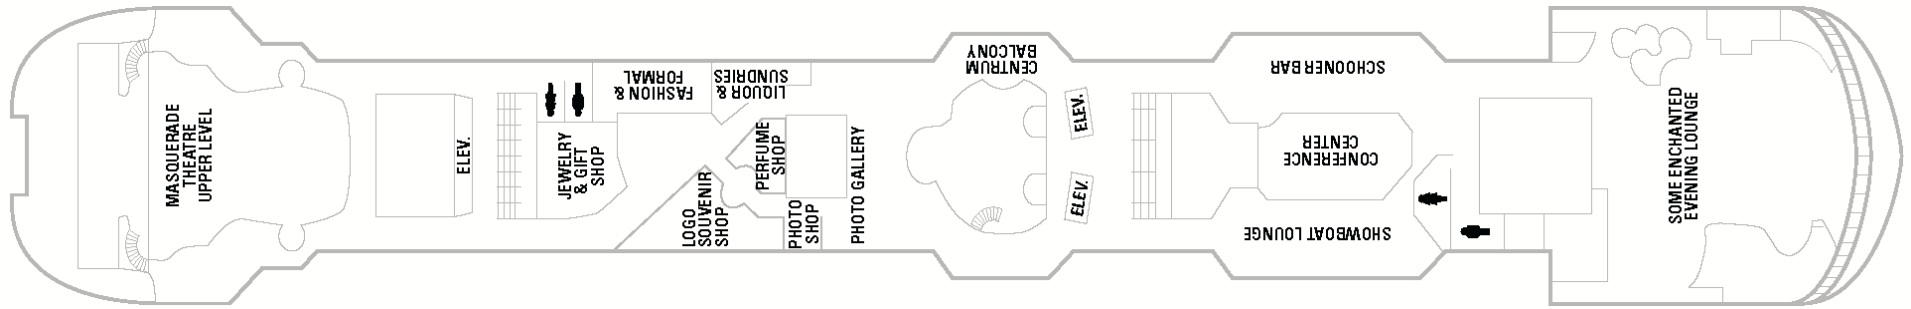 MASQUERADE
THEATRE
UPPER LEVEL
ELEV.
JEWELRY
& GIFT
SHOP
FASHION &
FORMAL
LIQUOR &
SUNDRIES
LOGO
SOUVENIR
SHOP
PERFUME
SHOP
PHOTO
SHOP
PHOTO GALLERY
CENTRUM
BALCONY
ELEV.
ELEV.
SCHOONER BAR
CONFERENCE
CENTER
SHOWBOAT LOUNGE
SOME ENCHANTED
EVENING LOUNGE